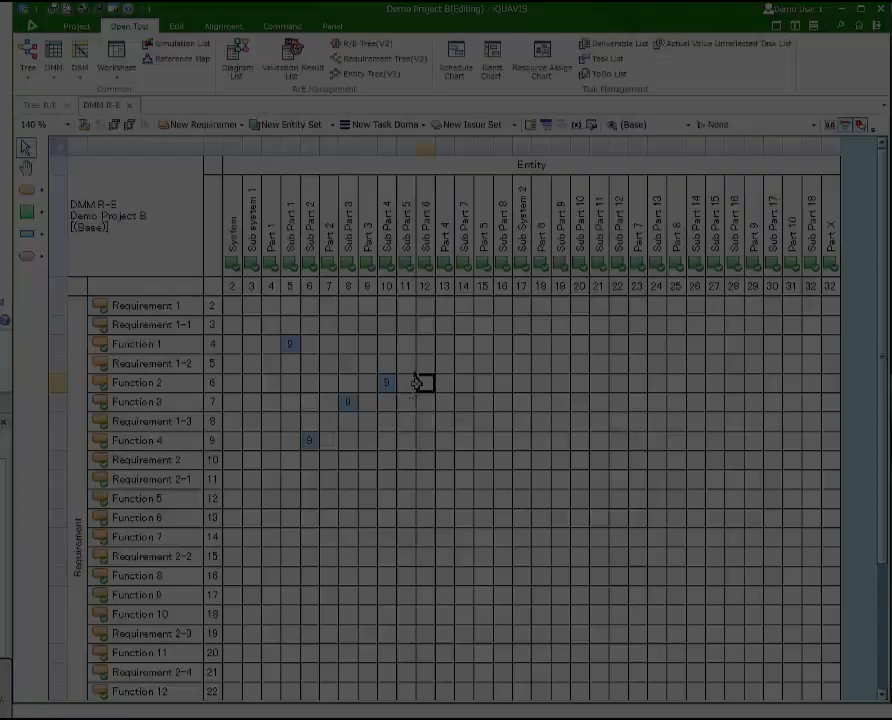 Demo Project B(Editing) - iQUAVIS
Demo User 1
Project Open Tool Edit Alignment Command Panel
Tree DMM DSM Worksheet
Simulation List
Reference Map
Common
Diagram List
Validation Result List
R/E Tree(V2)
Requirement Tree(V2)
Entity Tree(V2)
R/E Management
Schedule Chart
Gantt Chart
Resource Assign Chart
Deliverable List
Task List
ToDo List
Actual Value Unreflected Task List
Task Management
Tree R/E
DMM R-E
140 % New Requiremer New Entity Set New Task Doma New Issue Set (Base) None
Entity
DMM R-E
Demo Project B
[(Base)]
System
Sub system 1
Part 1
Sub Part 1
Sub Part 2
Part 2
Sub Part 3
Part 3
Sub Part 4
Sub Part 5
Sub Part 6
Part 4
Sub Part 7
Part 5
Sub Part 8
Sub System 2
Part 6
Sub Part 9
Sub Part 10
Sub Part 11
Sub Part 12
Part 7
Sub Part 13
Part 8
Sub Part 14
Sub Part 15
Sub Part 16
Part 9
Sub Part 17
Part 10
Sub Part 18
Part X
2 3 4 5 6 7 8 9 10 11 12 13 14 15 16 17 18 19 20 21 22 23 24 25 26 27 28 29 30 31 32 32
Requirement
Requirement 1 2
Requirement 1-1 3
Function 1 4 9
Requirement 1-2 5
Function 2 6 9
Function 3 7 9
Requirement 1-3 8
Function 4 9 9
Requirement 2 10
Requirement 2-1 11
Function 5 12
Function 6 13
Function 7 14
Requirement 2-2 15
Function 8 16
Function 9 17
Function 10 18
Requirement 2-3 19
Function 11 20
Requirement 2-4 21
Function 12 22